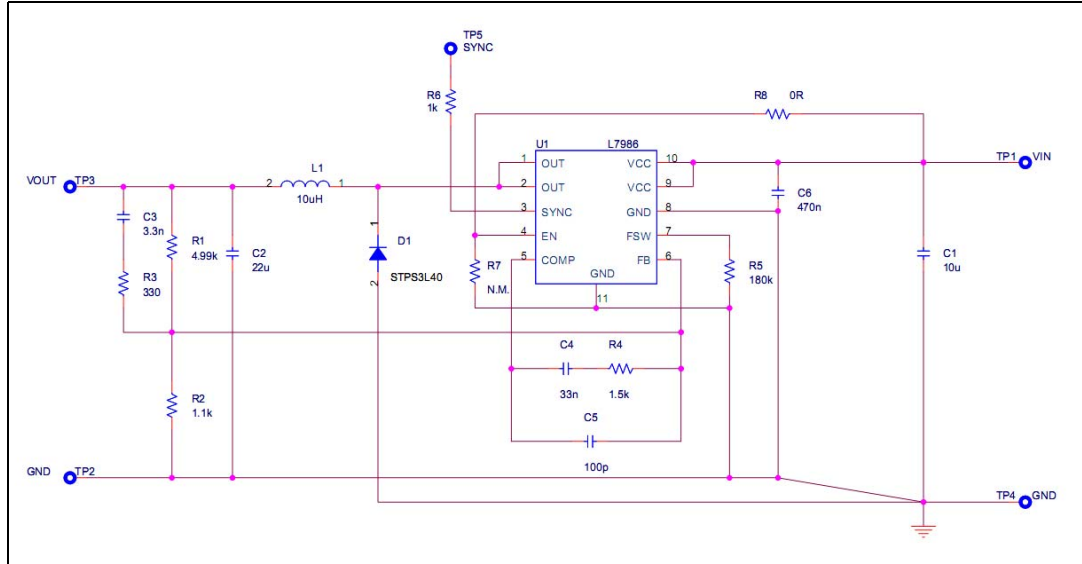 TP5
SYNC
R6
1k
R8 0R
U1 L7986
1 OUT VCC 10
2 OUT VCC 9
3 SYNC GND 8
4 EN FSW 7
5 COMP FB 6
GND
11
VOUT TP3
2 L1 1
10uH
TP1 VIN
C6
470n
C3
3.3n
R1
4.99k
C2
22u
1
D1
2
STPS3L40
R7
N.M.
R5
180k
C1
10u
R3
330
C4 R4
33n 1.5k
R2
1.1k
C5
100p
GND TP2
TP4 GND